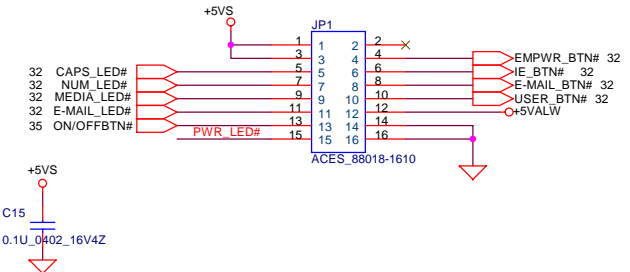 +5VS
JP1
1 1 2 2
3 3 4 4 EMPWR_BTN# 32
32 CAPS_LED# 5 5 6 6 IE_BTN# 32
32 NUM_LED# 7 7 8 8 E-MAIL_BTN# 32
32 MEDIA_LED# 9 9 10 10 USER_BTN# 32
32 E-MAIL_LED# 11 11 12 12 +5VALW
35 ON/OFFBTN# 13 13 14 14
PWR_LED# 15 15 16 16
ACES_88018-1610
+5VS
C15
0.1U_0402_16V4Z